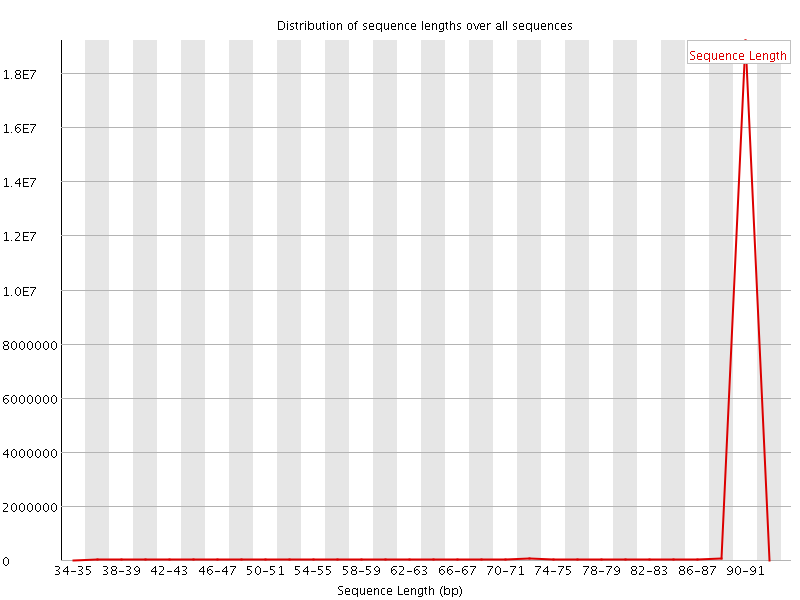 Distribution of sequence lengths over all sequences
Sequence Length
1.8E7
1.6E7
1.4E7
1.2E7
1.0E7
8000000
6000000
4000000
2000000
0
34-35 38-39 42-43 46-47 50-51 54-55 58-59 62-63 66-67 70-71 74-75 78-79 82-83 86-87 90-91
Sequence Length (bp)